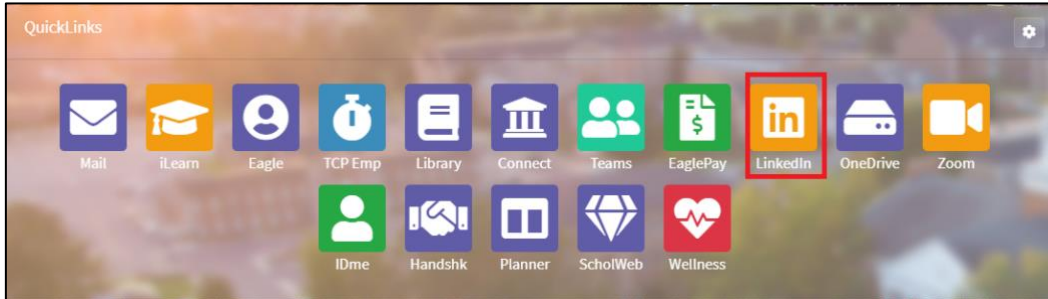 QuickLinks
Mail iLearn Eagle TCP Emp Library Connect Teams EaglePay LinkedIn OneDrive Zoom
IDme Handshk Planner ScholWeb Wellness